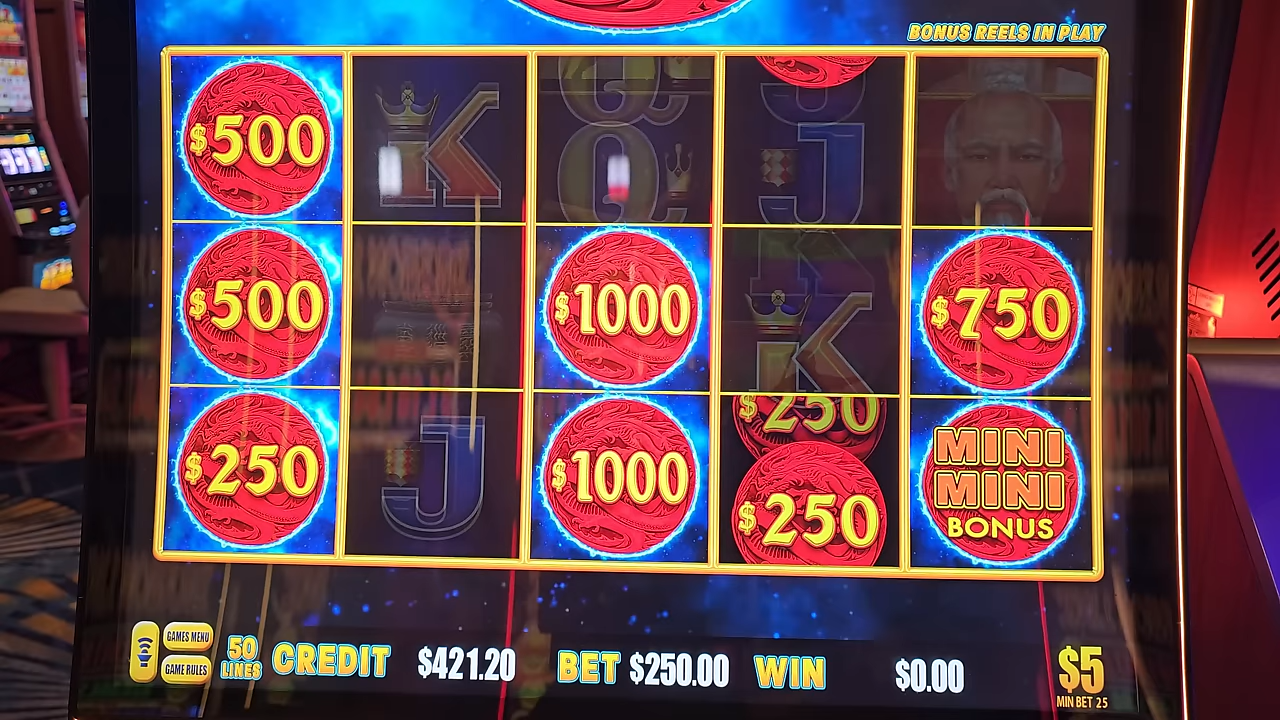 BONUS REELS IN PLAY
$500 K Q J
$500 $1000 K $750
$250 J $1000 $250 $250 MINI
MINI
BONUS
GAMES MENU
GAME RULES
50
LINES
CREDIT $421.20 BET $250.00 WIN $0.00
$5
MIN BET 25